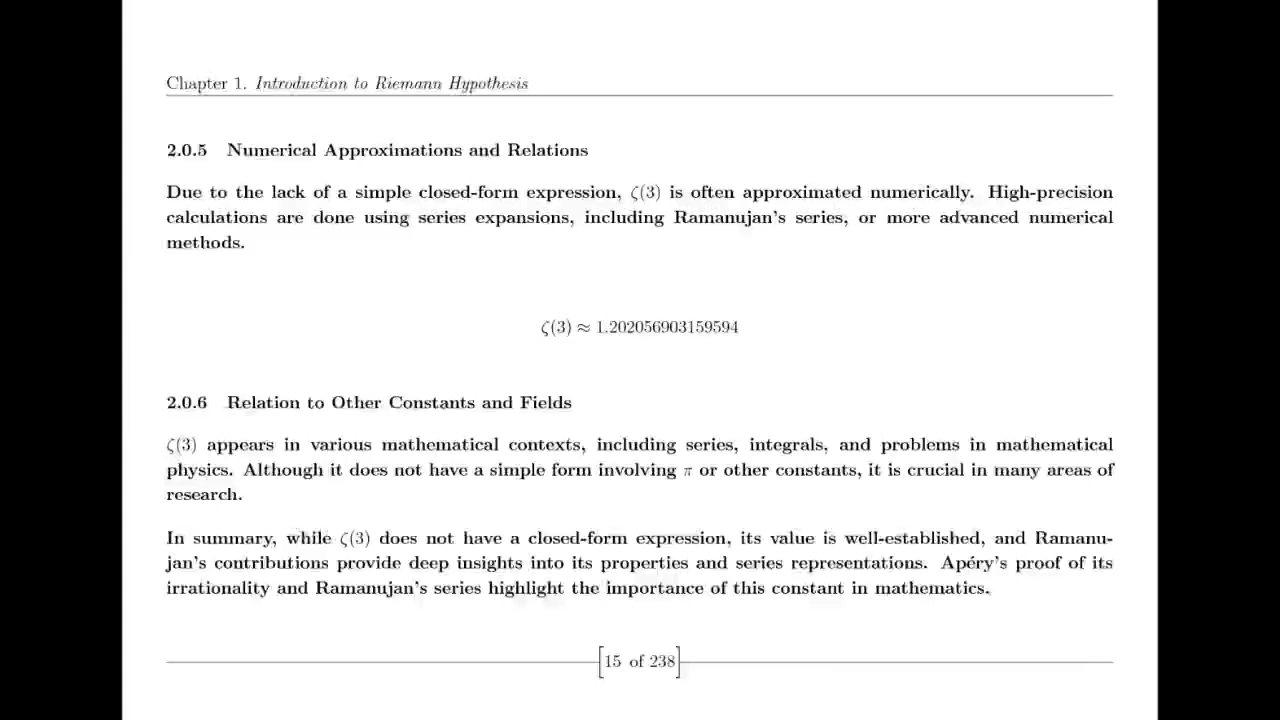 Chapter 1. Introduction to Riemann Hypothesis
2.0.5 Numerical Approximations and Relations
Due to the lack of a simple closed-form expression, ζ(3) is often approximated numerically. High-precision
calculations are done using series expansions, including Ramanujan's series, or more advanced numerical
methods.
ζ(3) ≈ 1.202056903159594
2.0.6 Relation to Other Constants and Fields
ζ(3) appears in various mathematical contexts, including series, integrals, and problems in mathematical
physics. Although it does not have a simple form involving π or other constants, it is crucial in many areas of
research.
In summary, while ζ(3) does not have a closed-form expression, its value is well-established, and Ramanu-
jan's contributions provide deep insights into its properties and series representations. Apéry's proof of its
irrationality and Ramanujan's series highlight the importance of this constant in mathematics.
[15 of 238]